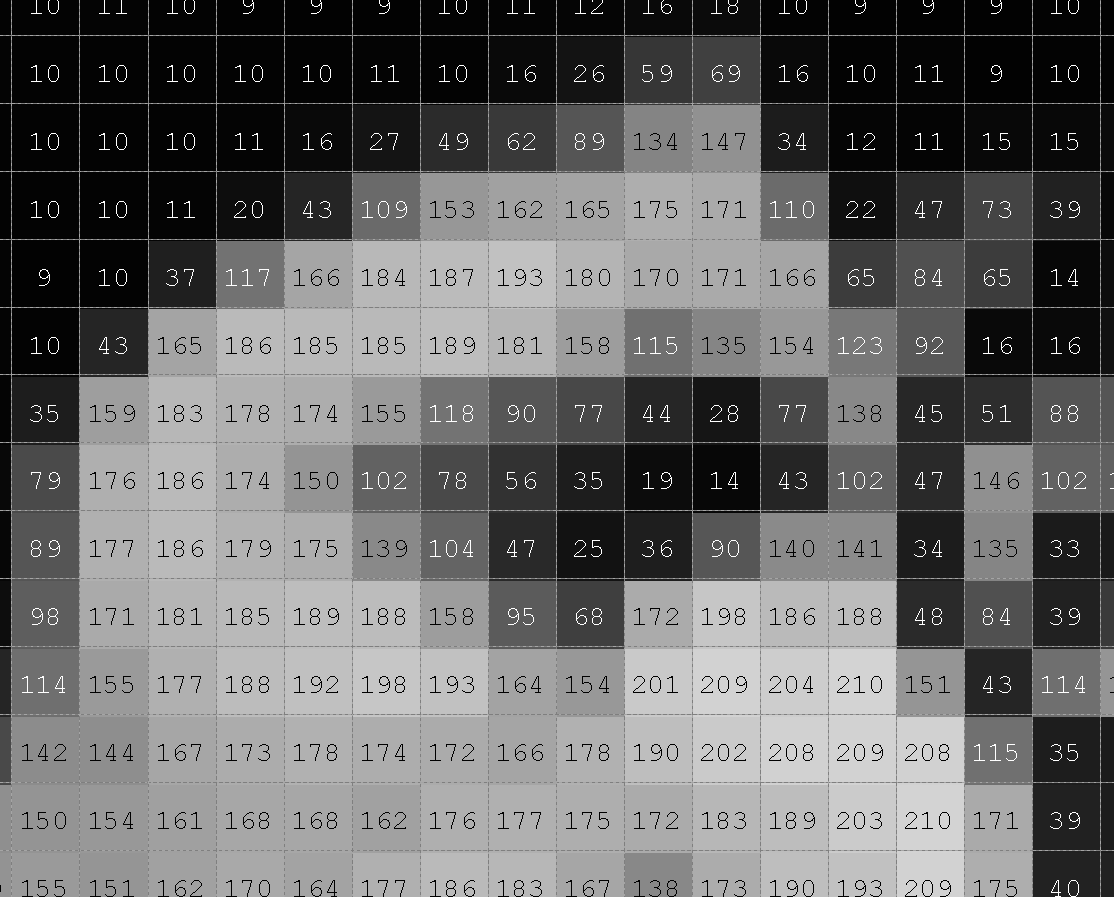 10 11 10 9 9 9 10 11 12 16 18 10 9 9 9 10
10 10 10 10 10 11 10 16 26 59 69 16 10 11 9 10
10 10 10 11 16 27 49 62 89 134 147 34 12 11 15 15
10 10 11 20 43 109 153 162 165 175 171 110 22 47 73 39
9 10 37 117 166 184 187 193 180 170 171 166 65 84 65 14
10 43 165 186 185 185 189 181 158 115 135 154 123 92 16 16
35 159 183 178 174 155 118 90 77 44 28 77 138 45 51 88
79 176 186 174 150 102 78 56 35 19 14 43 102 47 146 102
89 177 186 179 175 139 104 47 25 36 90 140 141 34 135 33
98 171 181 185 189 188 158 95 68 172 198 186 188 48 84 39
114 155 177 188 192 198 193 164 154 201 209 204 210 151 43 114
142 144 167 173 178 174 172 166 178 190 202 208 209 208 115 35
150 154 161 168 168 162 176 177 175 172 183 189 203 210 171 39
155 151 162 170 164 177 186 183 167 138 173 190 193 209 175 40